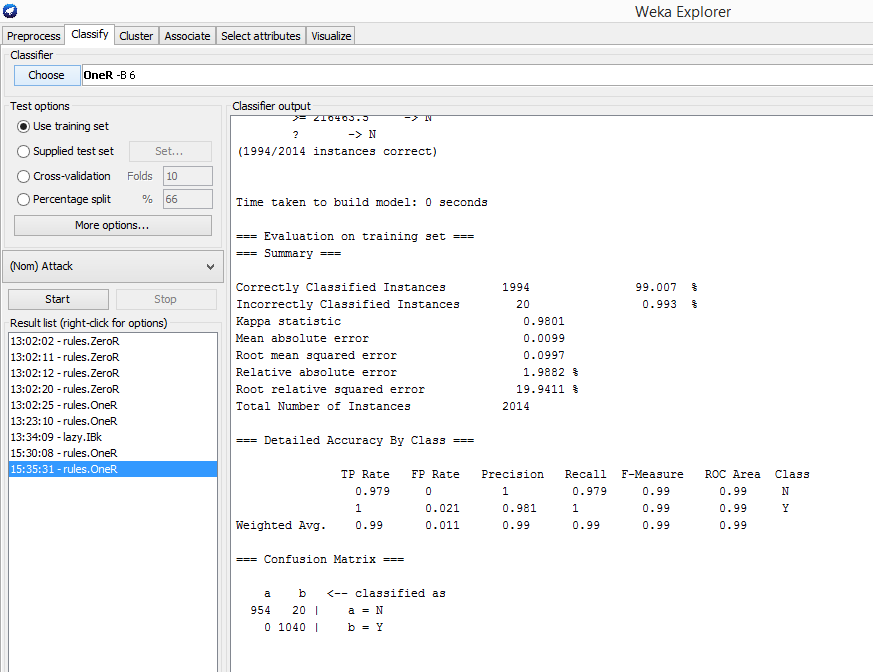 Weka Explorer
Preprocess Classify Cluster Associate Select attributes Visualize
Classifier
Choose OneR -B 6
Test options
Use training set
Supplied test set Set...
Cross-validation Folds 10
Percentage split % 66
More options...
(Nom) Attack
Start Stop
Result list (right-click for options)
13:02:02 - rules.ZeroR
13:02:11 - rules.ZeroR
13:02:12 - rules.ZeroR
13:02:20 - rules.ZeroR
13:02:25 - rules.OneR
13:23:10 - rules.OneR
13:34:09 - lazy.IBk
15:30:08 - rules.OneR
15:35:31 - rules.OneR
Classifier output
>= 216463.5 -> N
? -> N
(1994/2014 instances correct)
Time taken to build model: 0 seconds
=== Evaluation on training set ===
=== Summary ===
Correctly Classified Instances 1994 99.007 %
Incorrectly Classified Instances 20 0.993 %
Kappa statistic 0.9801
Mean absolute error 0.0099
Root mean squared error 0.0997
Relative absolute error 1.9882 %
Root relative squared error 19.9411 %
Total Number of Instances 2014
=== Detailed Accuracy By Class ===
TP Rate FP Rate Precision Recall F-Measure ROC Area Class
0.979 0 1 0.979 0.99 0.99 N
1 0.021 0.981 1 0.99 0.99 Y
Weighted Avg. 0.99 0.011 0.99 0.99 0.99 0.99
=== Confusion Matrix ===
a b <-- classified as
954 20 | a = N
0 1040 | b = Y